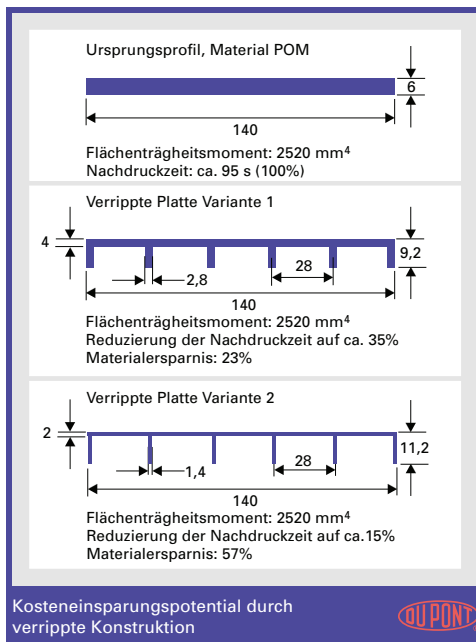 Ursprungsprofil, Material POM
6
140
Flächenträgheitsmoment: 2520 mm⁴
Nachdruckzeit: ca. 95 s (100%)
Verrippte Platte Variante 1
4
9,2
28
2,8
140
Flächenträgheitsmoment: 2520 mm⁴
Reduzierung der Nachdruckzeit auf ca. 35%
Materialersparnis: 23%
Verrippte Platte Variante 2
2
11,2
28
1,4
140
Flächenträgheitsmoment: 2520 mm⁴
Reduzierung der Nachdruckzeit auf ca.15%
Materialersparnis: 57%
Kosteneinsparungspotential durch
verrippte Konstruktion
DU PONT